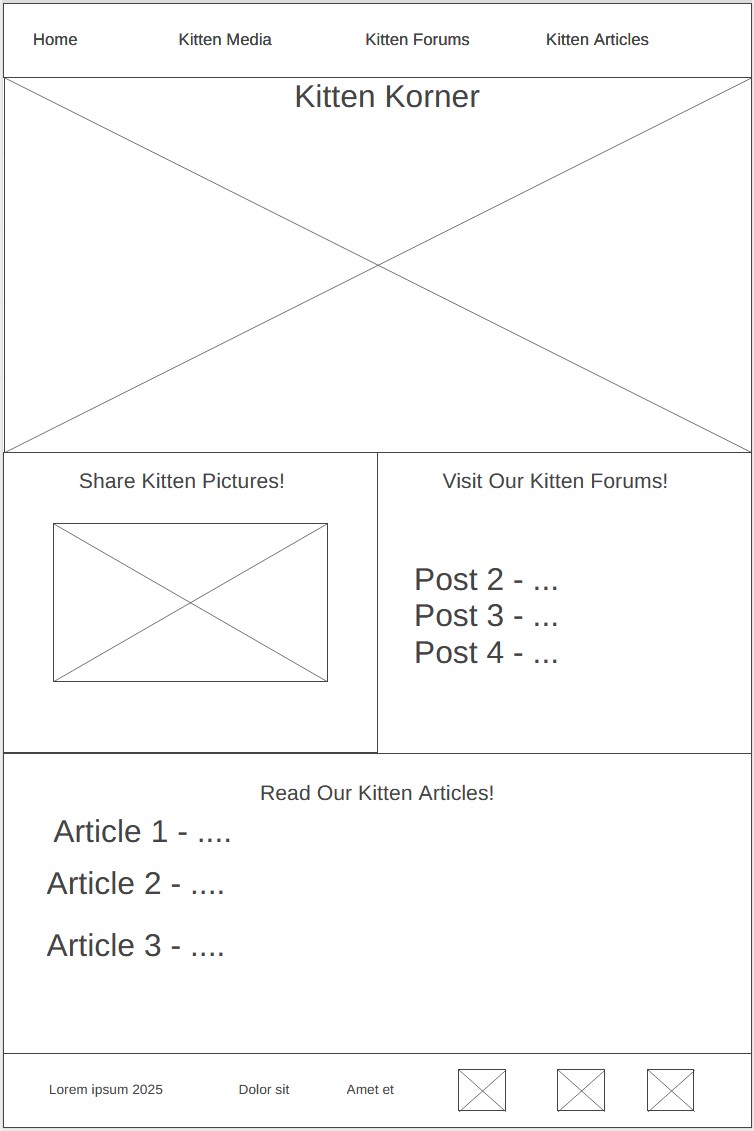 Home Kitten Media Kitten Forums Kitten Articles
Kitten Korner
Share Kitten Pictures!
Visit Our Kitten Forums!
Post 2 - ...
Post 3 - ...
Post 4 - ...
Read Our Kitten Articles!
Article 1 - ....
Article 2 - ....
Article 3 - ....
Lorem ipsum 2025 Dolor sit Amet et